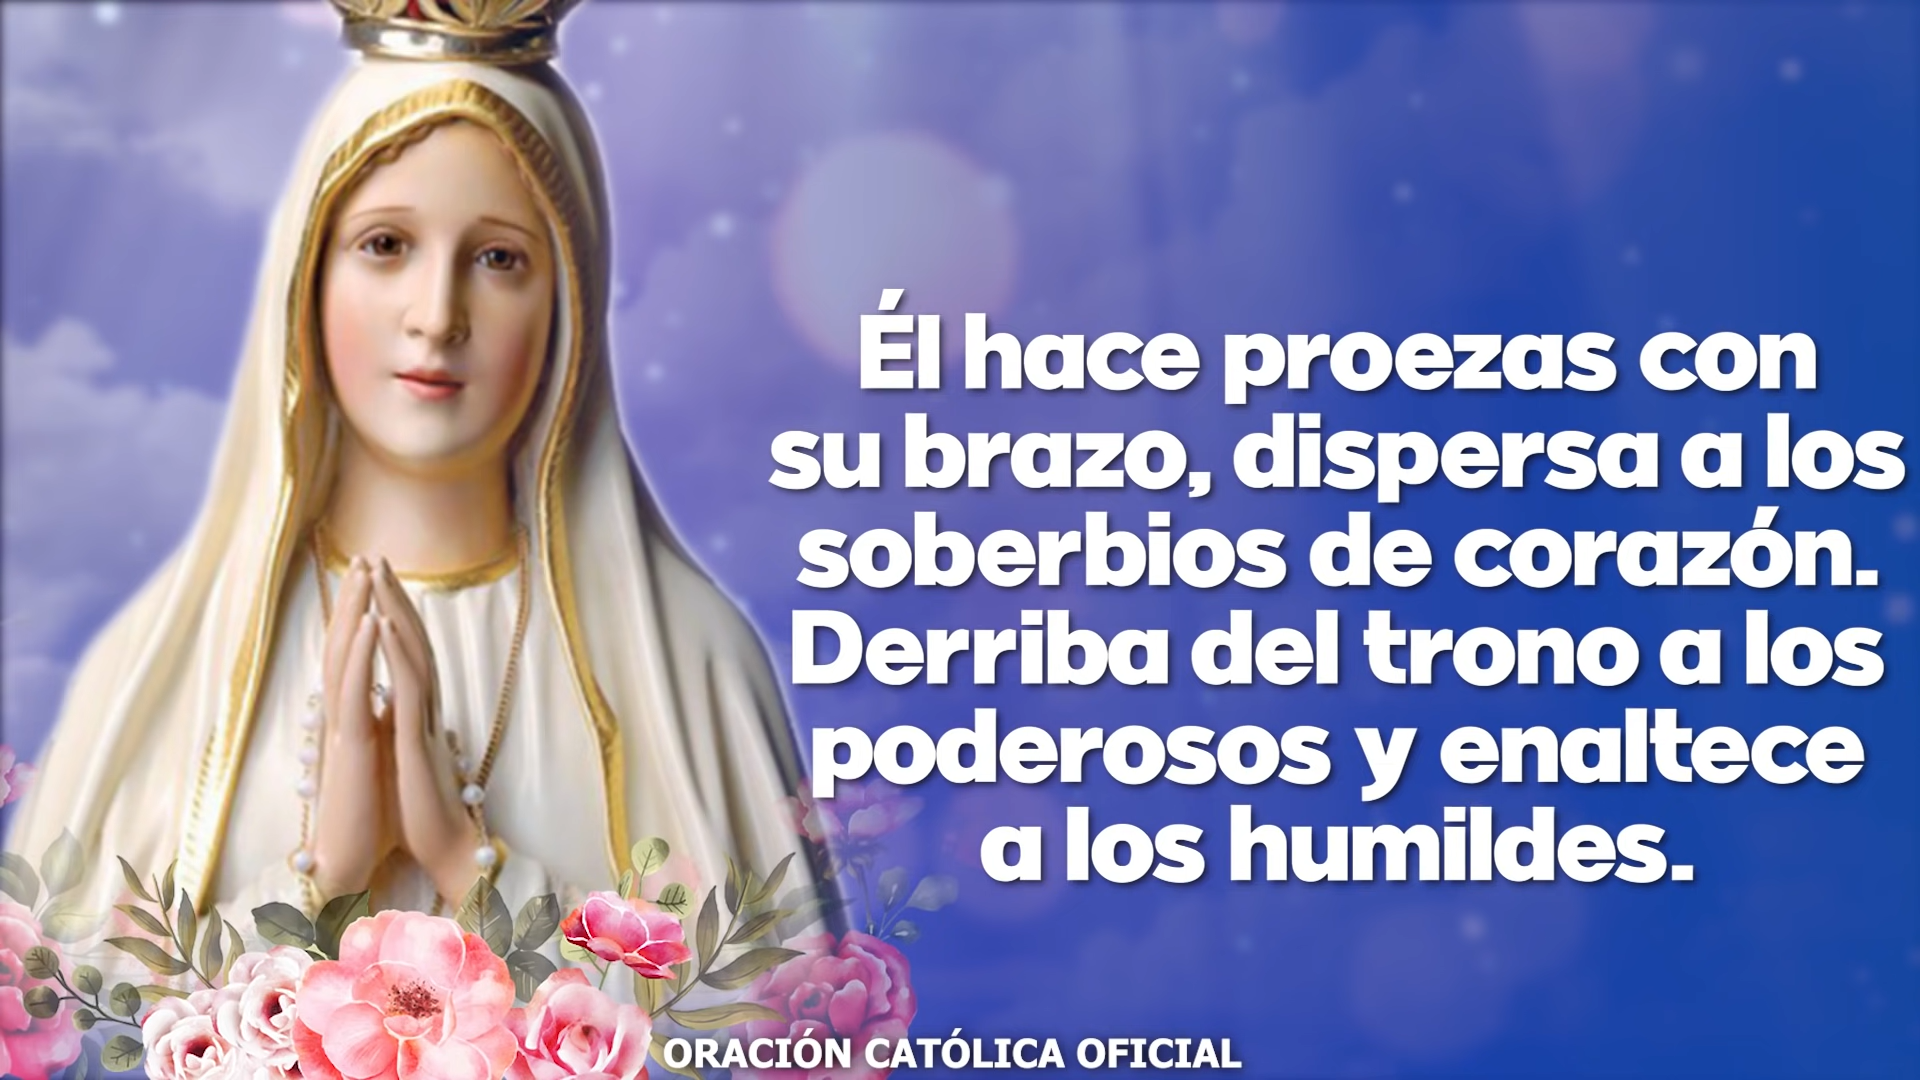 Él hace proezas con
su brazo, dispersa a los
soberbios de corazón.
Derriba del trono a los
poderosos y enaltece
a los humildes.
ORACIÓN CATÓLICA OFICIAL